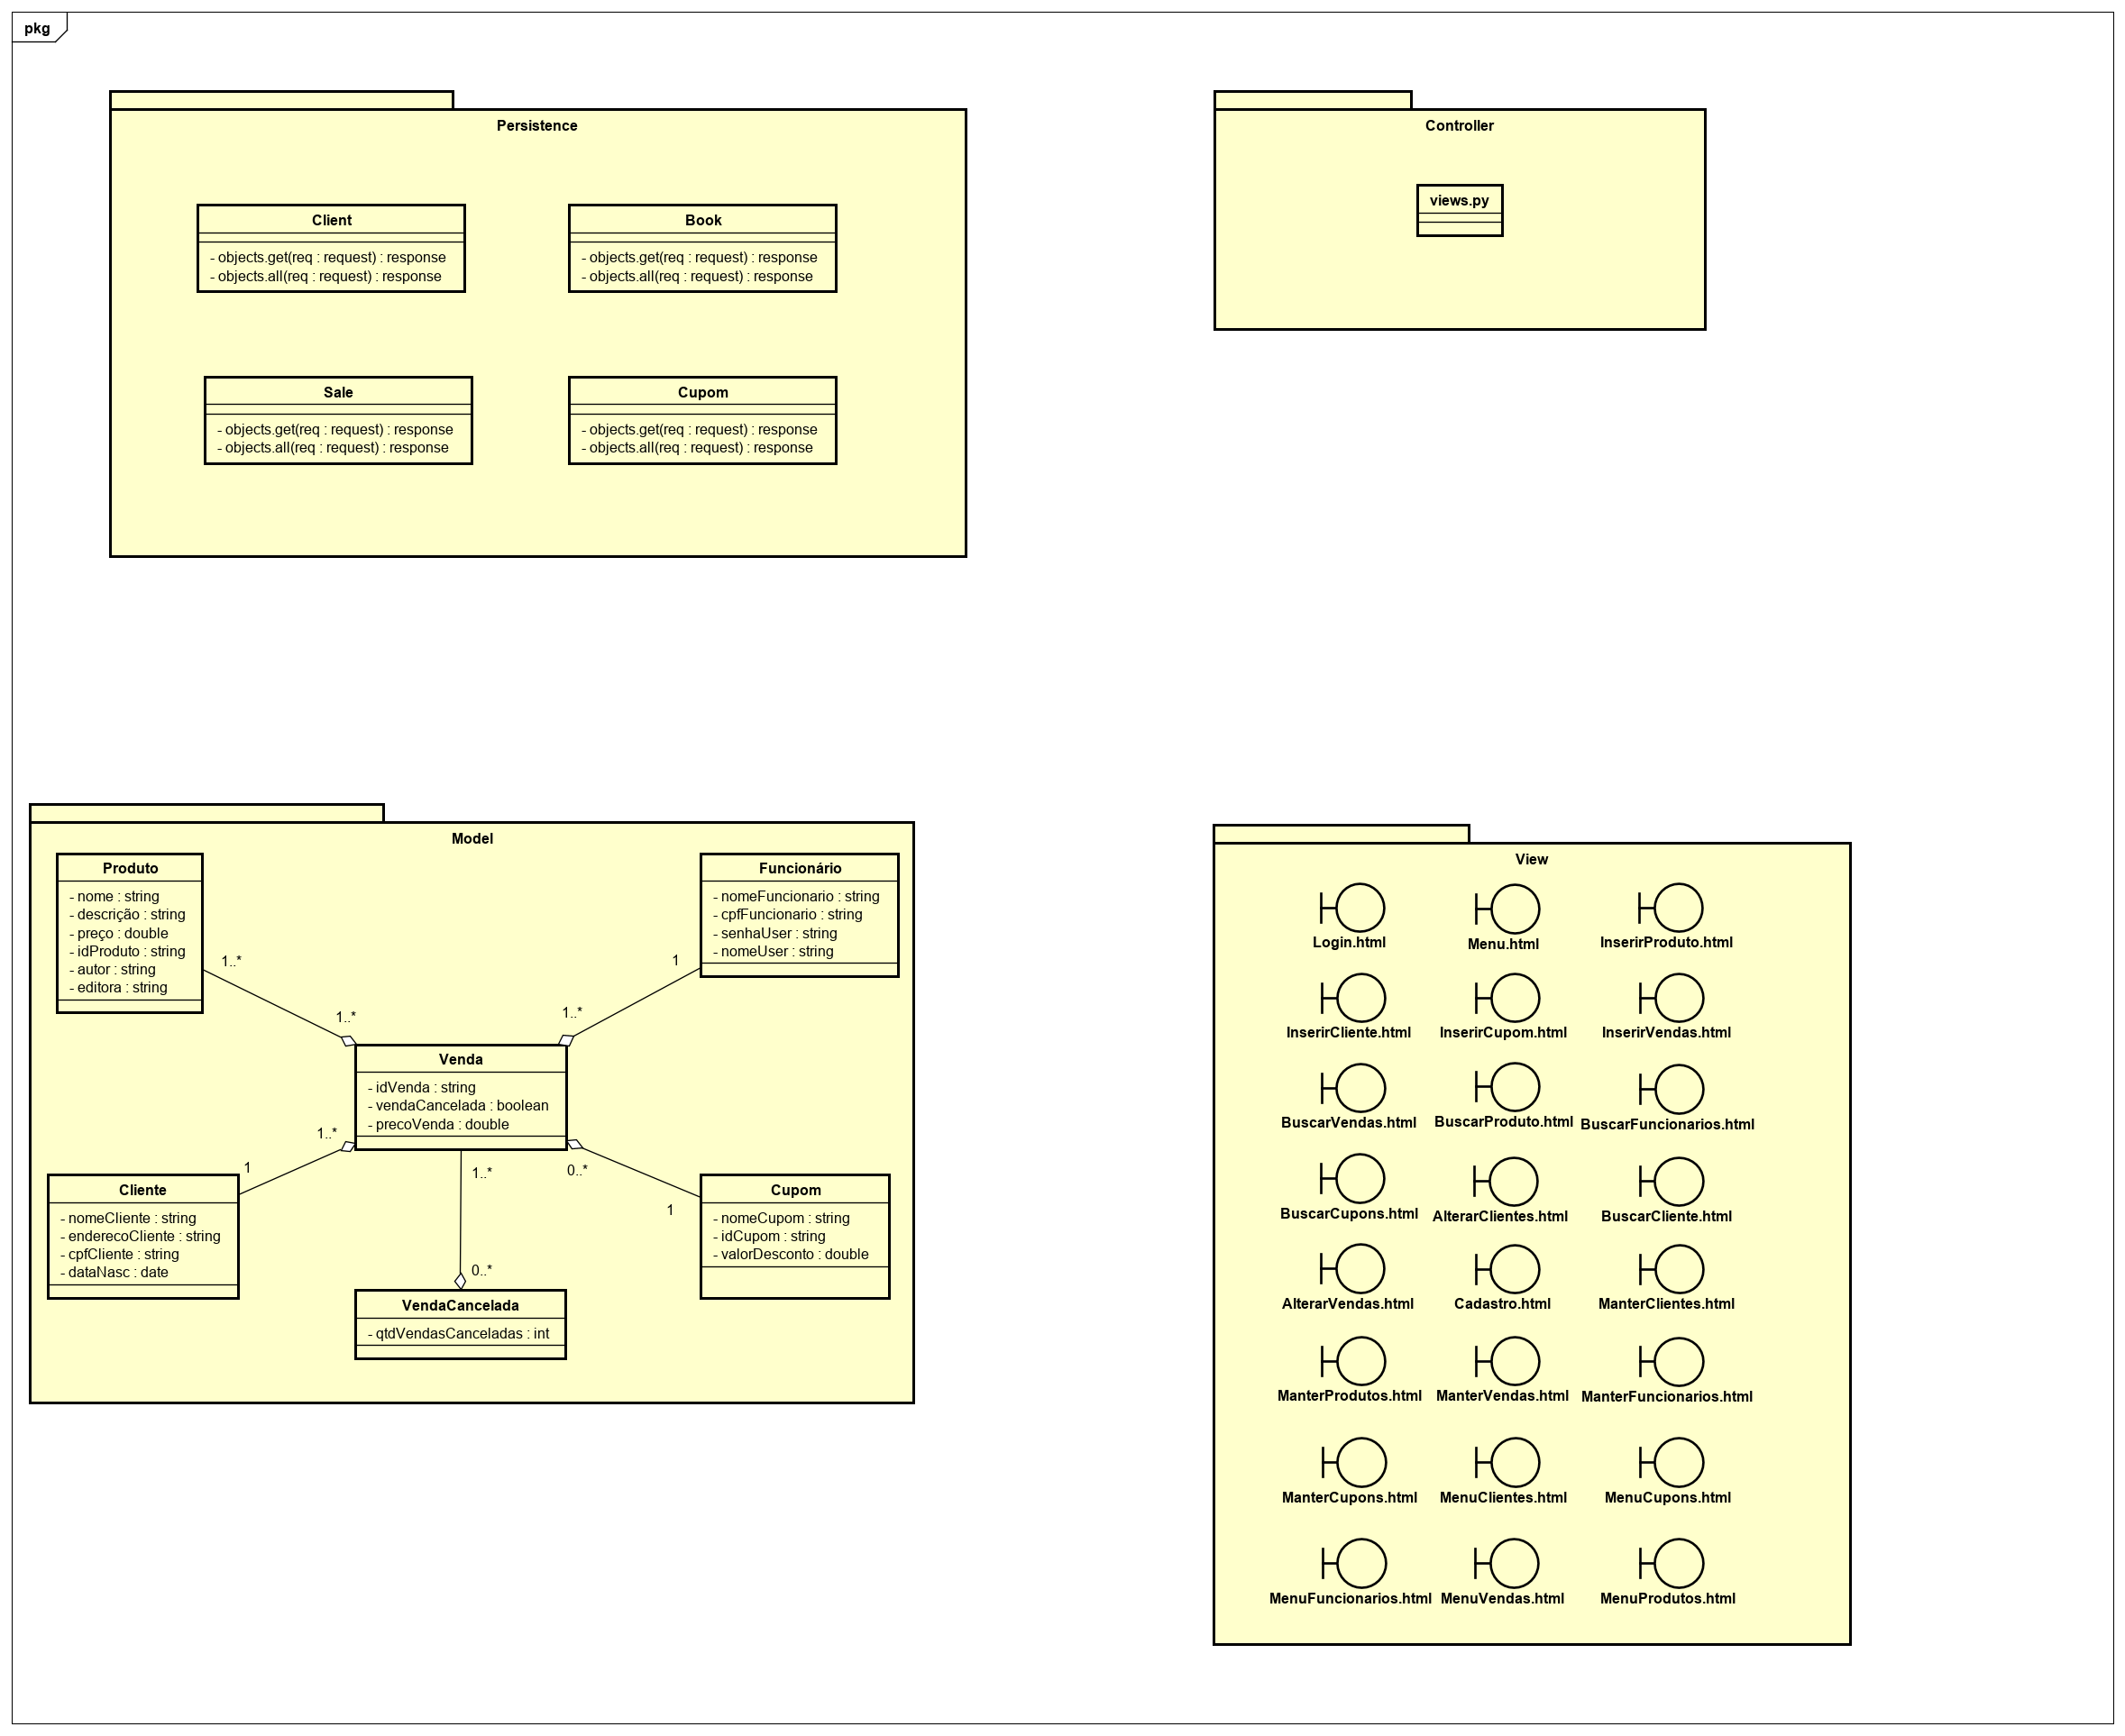 pkg
Persistence
Client
- objects.get(req : request) : response
- objects.all(req : request) : response
Book
- objects.get(req : request) : response
- objects.all(req : request) : response
Sale
- objects.get(req : request) : response
- objects.all(req : request) : response
Cupom
- objects.get(req : request) : response
- objects.all(req : request) : response
Controller
views.py
Model
Produto
- nome : string
- descrição : string
- preço : double
- idProduto : string
- autor : string
- editora : string
Funcionário
- nomeFuncionario : string
- cpfFuncionario : string
- senhaUser : string
- nomeUser : string
1..*
1
1..*
1..*
Venda
- idVenda : string
- vendaCancelada : boolean
- precoVenda : double
1..*
1
1..*
0..*
1
Cliente
- nomeCliente : string
- enderecoCliente : string
- cpfCliente : string
- dataNasc : date
Cupom
- nomeCupom : string
- idCupom : string
- valorDesconto : double
0..*
VendaCancelada
- qtdVendasCanceladas : int
View
Login.html
Menu.html
InserirProduto.html
InserirCliente.html
InserirCupom.html
InserirVendas.html
BuscarVendas.html
BuscarProduto.html
BuscarFuncionarios.html
BuscarCupons.html
AlterarClientes.html
BuscarCliente.html
AlterarVendas.html
Cadastro.html
ManterClientes.html
ManterProdutos.html
ManterVendas.html
ManterFuncionarios.html
ManterCupons.html
MenuClientes.html
MenuCupons.html
MenuFuncionarios.html
MenuVendas.html
MenuProdutos.html